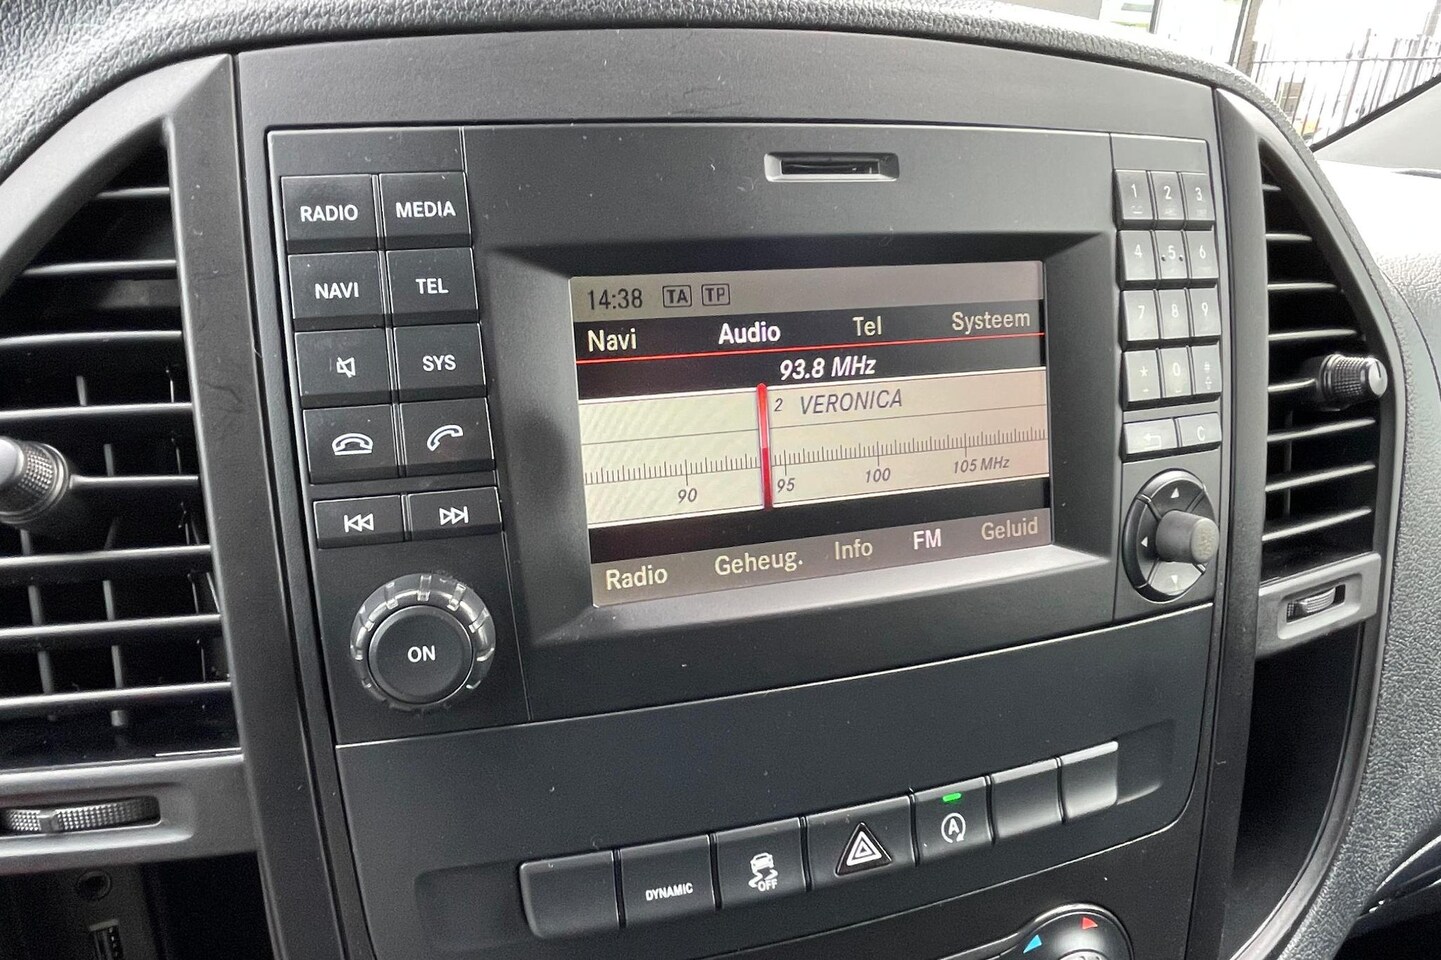 RADIO MEDIA
NAVI TEL
SYS
ON
14:38 TA TP
Navi Audio Tel Systeem
93.8 MHz
2 VERONICA
90 95 100 105 MHz
Radio Geheug. Info FM Geluid
1 2 3
4 5 6
7 8 9
* 0 #
C
DYNAMIC
OFF
A